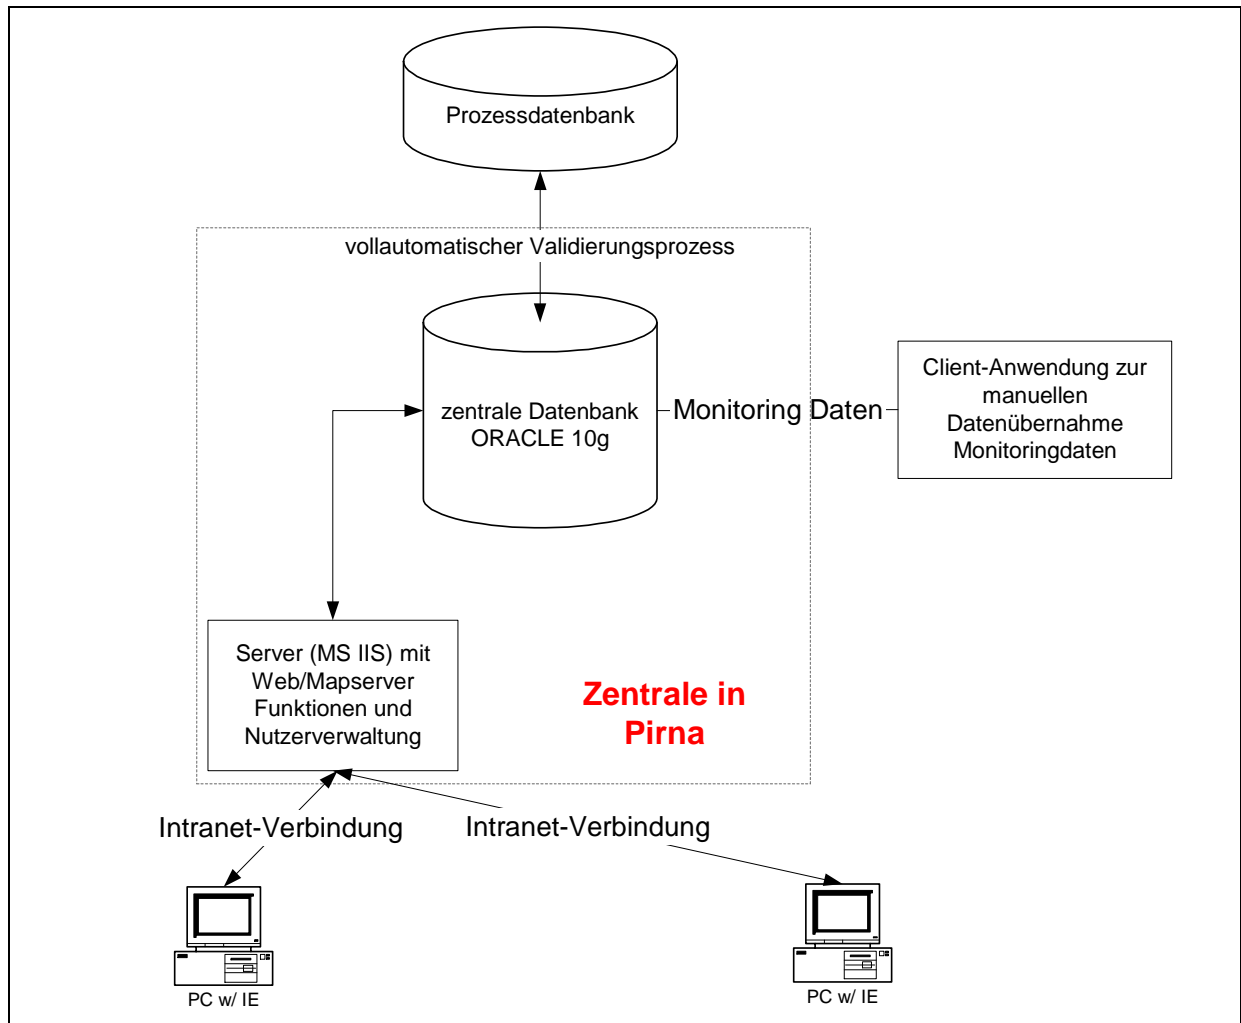 Prozessdatenbank
vollautomatischer Validierungsprozess
zentrale Datenbank
ORACLE 10g
Monitoring Daten
Client-Anwendung zur
manuellen
Datenübernahme
Monitoringdaten
Server (MS IIS) mit
Web/Mapserver
Funktionen und
Nutzerverwaltung
Zentrale in
Pirna
Intranet-Verbindung
Intranet-Verbindung
PC w/ IE
PC w/ IE